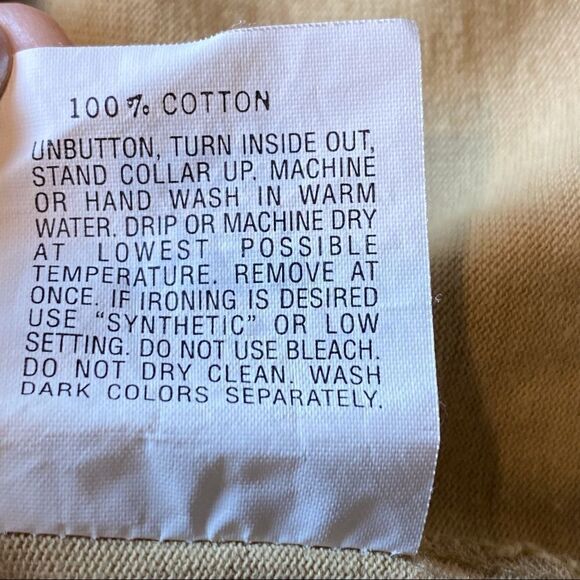 100% COTTON
UNBUTTON, TURN INSIDE OUT,
STAND COLLAR UP. MACHINE
OR HAND WASH IN WARM
WATER. DRIP OR MACHINE DRY
AT LOWEST POSSIBLE
TEMPERATURE. REMOVE AT
ONCE. IF IRONING IS DESIRED
USE “SYNTHETIC” OR LOW
SETTING. DO NOT USE BLEACH.
DO NOT DRY CLEAN. WASH
DARK COLORS SEPARATELY.